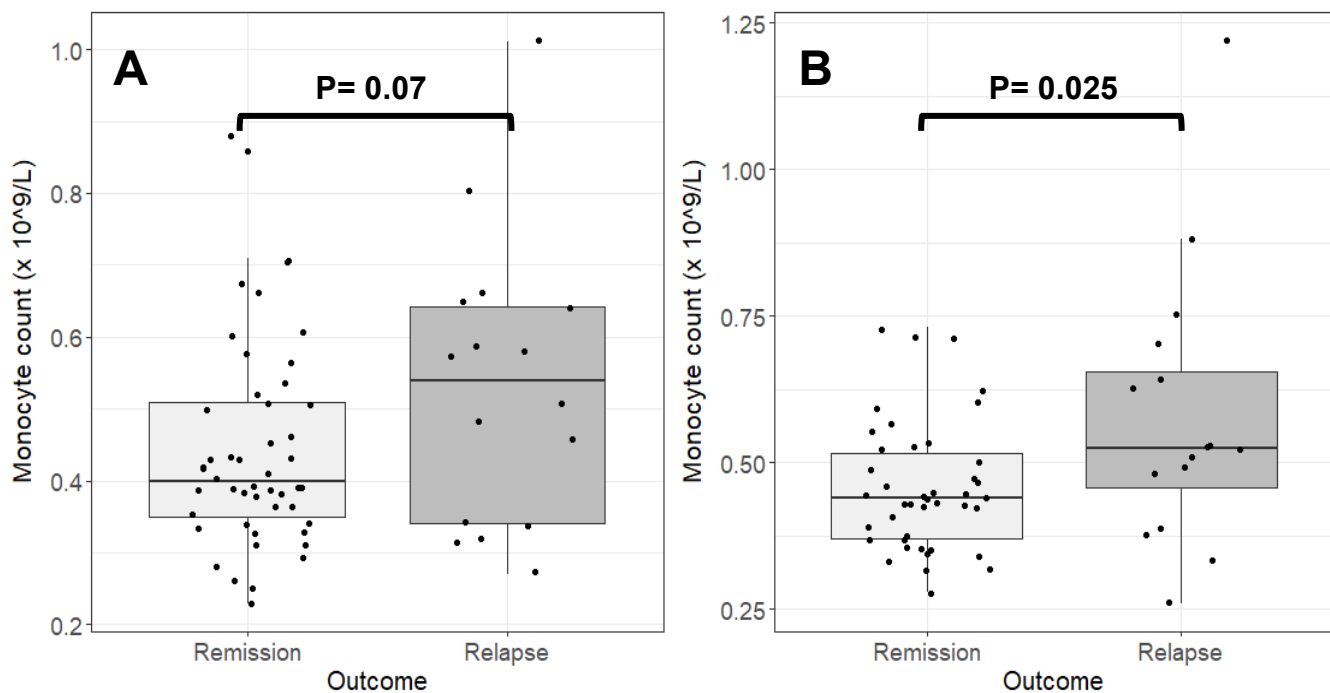 A
P= 0.07
Monocyte count (x 10^9/L)
1.0
0.8
0.6
0.4
0.2
Remission
Relapse
Outcome
B
P= 0.025
Monocyte count (x 10^9/L)
1.25
1.00
0.75
0.50
0.25
Remission
Relapse
Outcome